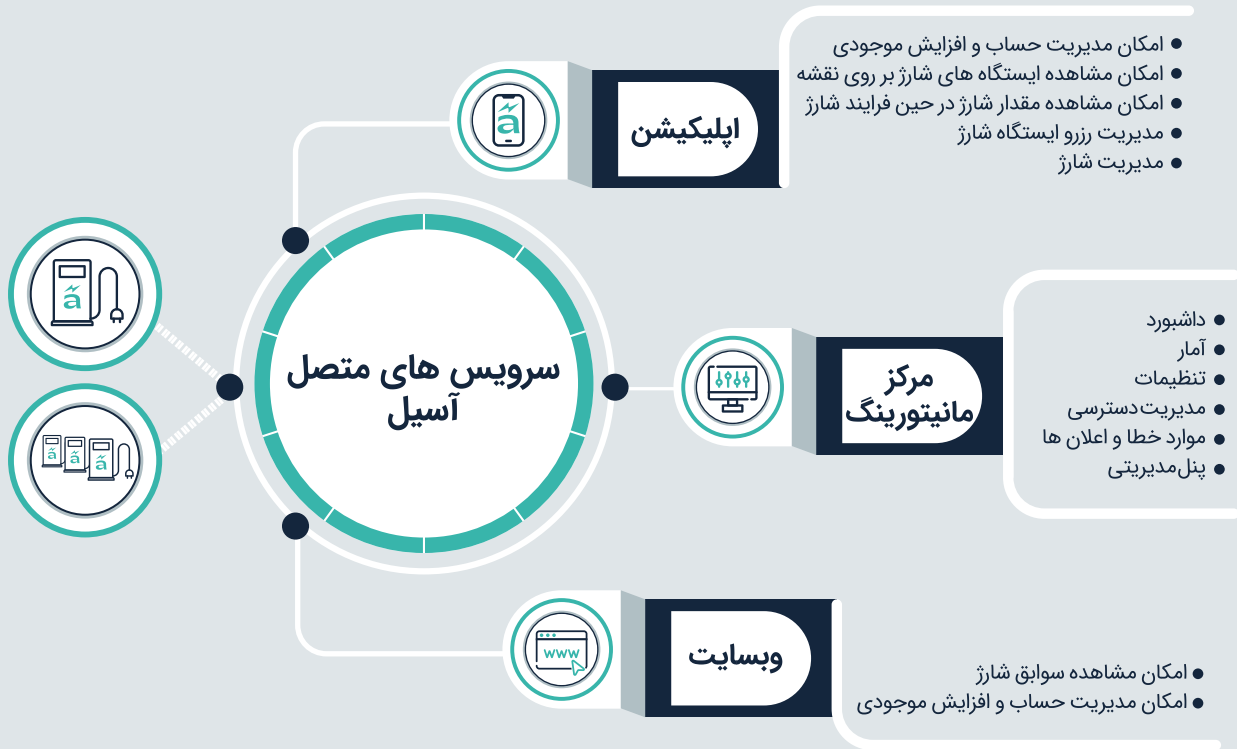 امکان مدیریت حساب و افزایش موجودی
امکان مشاهده ایستگاه های شارژ بر روی نقشه
امکان مشاهده مقدار شارژ در حین فرایند شارژ
مدیریت رزرو ایستگاه شارژ
مدیریت شارژ
اپلیکیشن
á
سرویس های متصل
آسیل
á
á á á
مرکز
مانیتورینگ
داشبورد
آمار
تنظیمات
مدیریت دسترسی
موارد خطا و اعلان ها
پنل مدیریتی
وبسایت
www
امکان مشاهده سوابق شارژ
امکان مدیریت حساب و افزایش موجودی